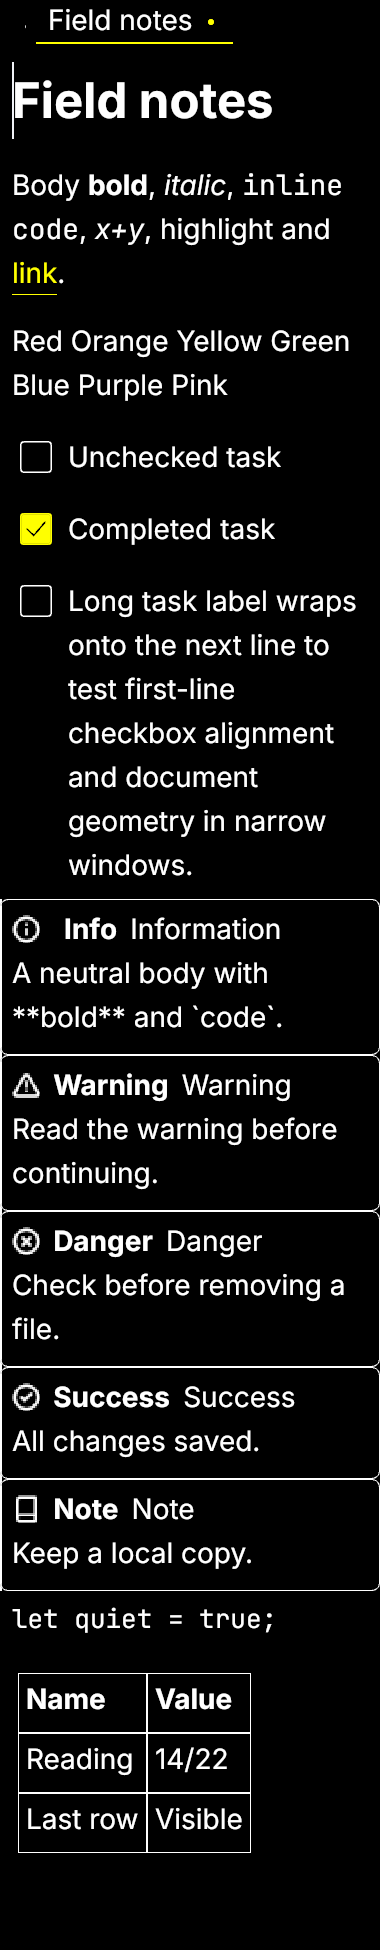 Field notes
Field notes
Body bold, italic, inline
code, x+y, highlight and
link.
Red Orange Yellow Green
Blue Purple Pink
Unchecked task
Completed task
Long task label wraps
onto the next line to
test first-line
checkbox alignment
and document
geometry in narrow
windows.
Info Information
A neutral body with
**bold** and `code`.
Warning Warning
Read the warning before
continuing.
Danger Danger
Check before removing a
file.
Success Success
All changes saved.
Note Note
Keep a local copy.
let quiet = true;
Name Value
Reading 14/22
Last row Visible